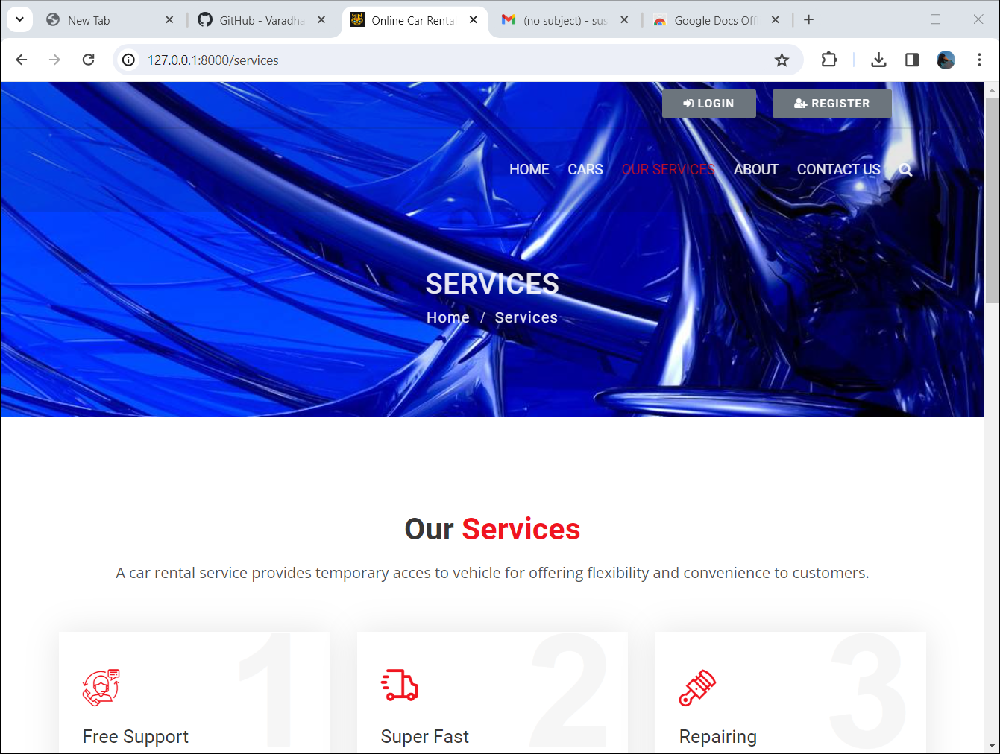 New Tab
GitHub - Varadha
Online Car Rental
(no subject) - sus
Google Docs Offl
127.0.0.1:8000/services
LOGIN
REGISTER
HOME CARS OUR SERVICES ABOUT CONTACT US
SERVICES
Home / Services
Our Services
A car rental service provides temporary acces to vehicle for offering flexibility and convenience to customers.
1
2
3
Free Support
Super Fast
Repairing